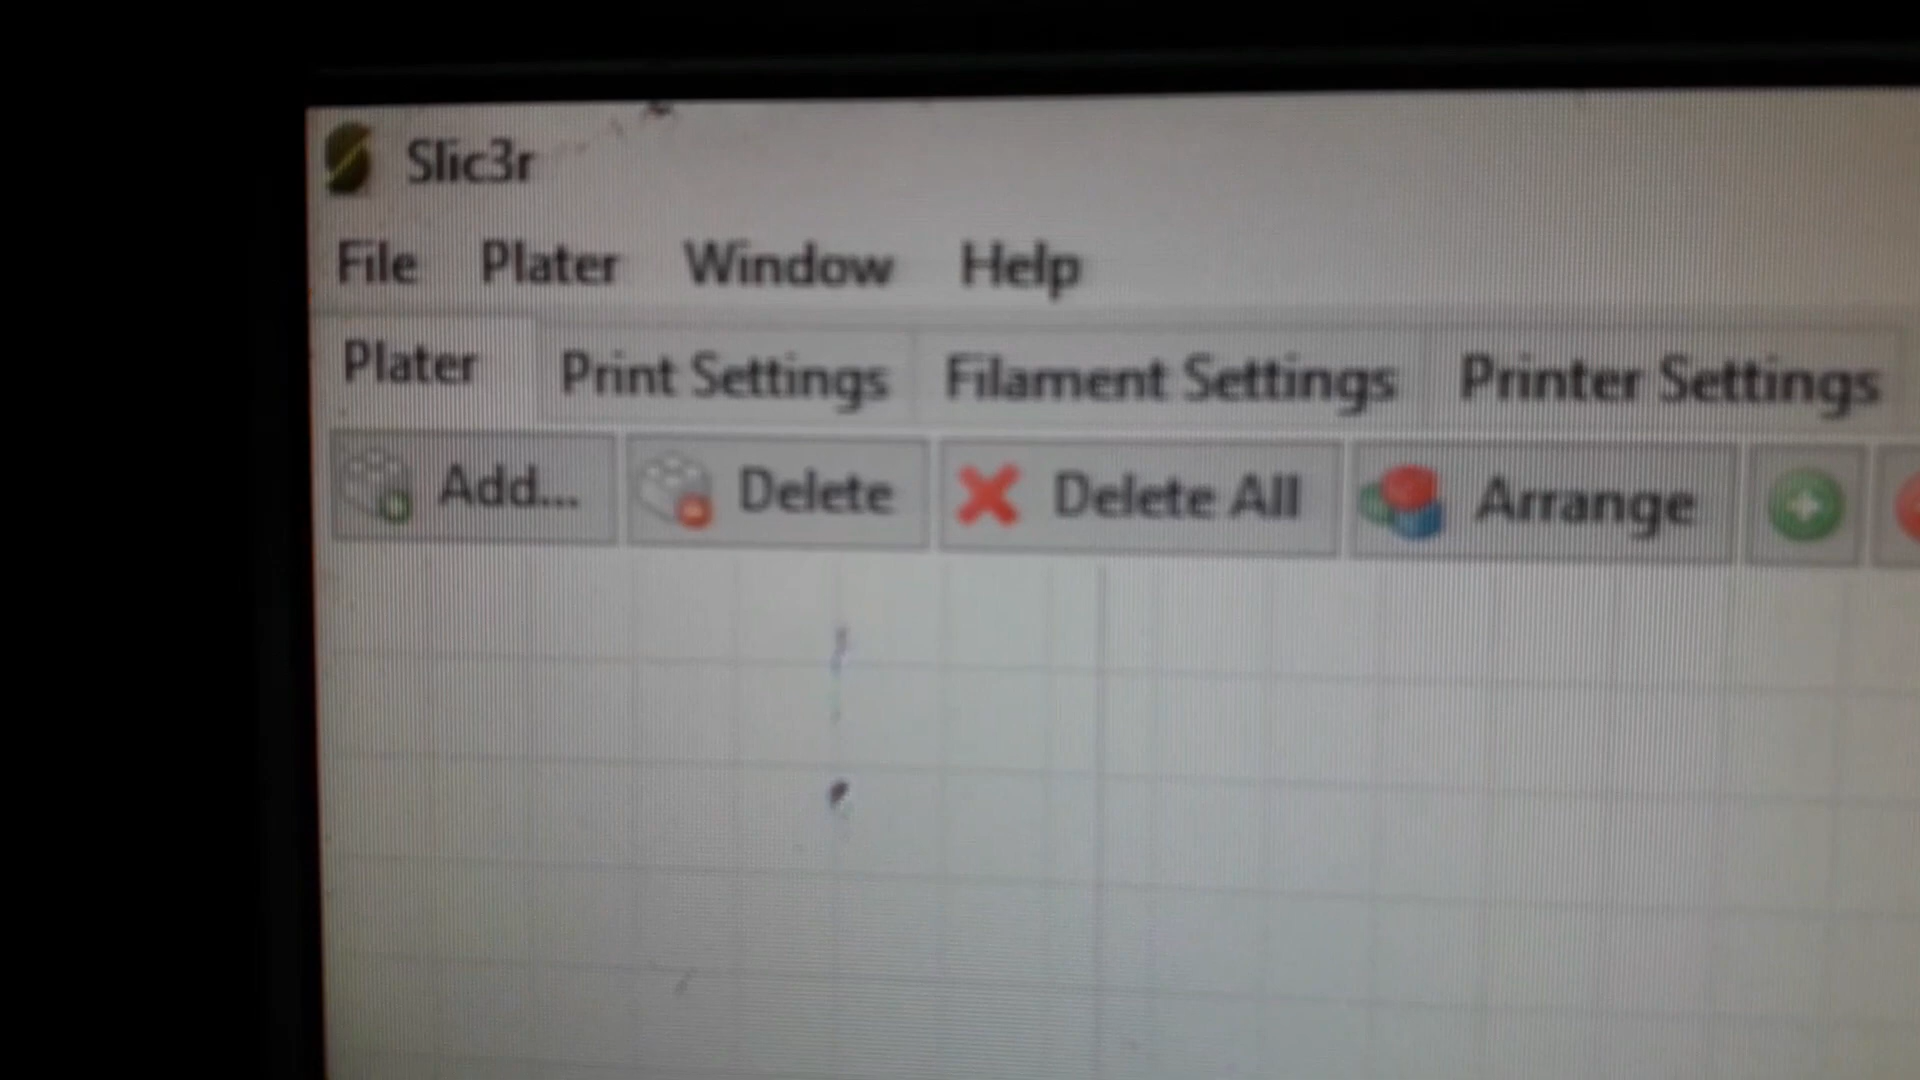 Slic3r
File Plater Window Help
Plater Print Settings Filament Settings Printer Settings
Add... Delete Delete All Arrange